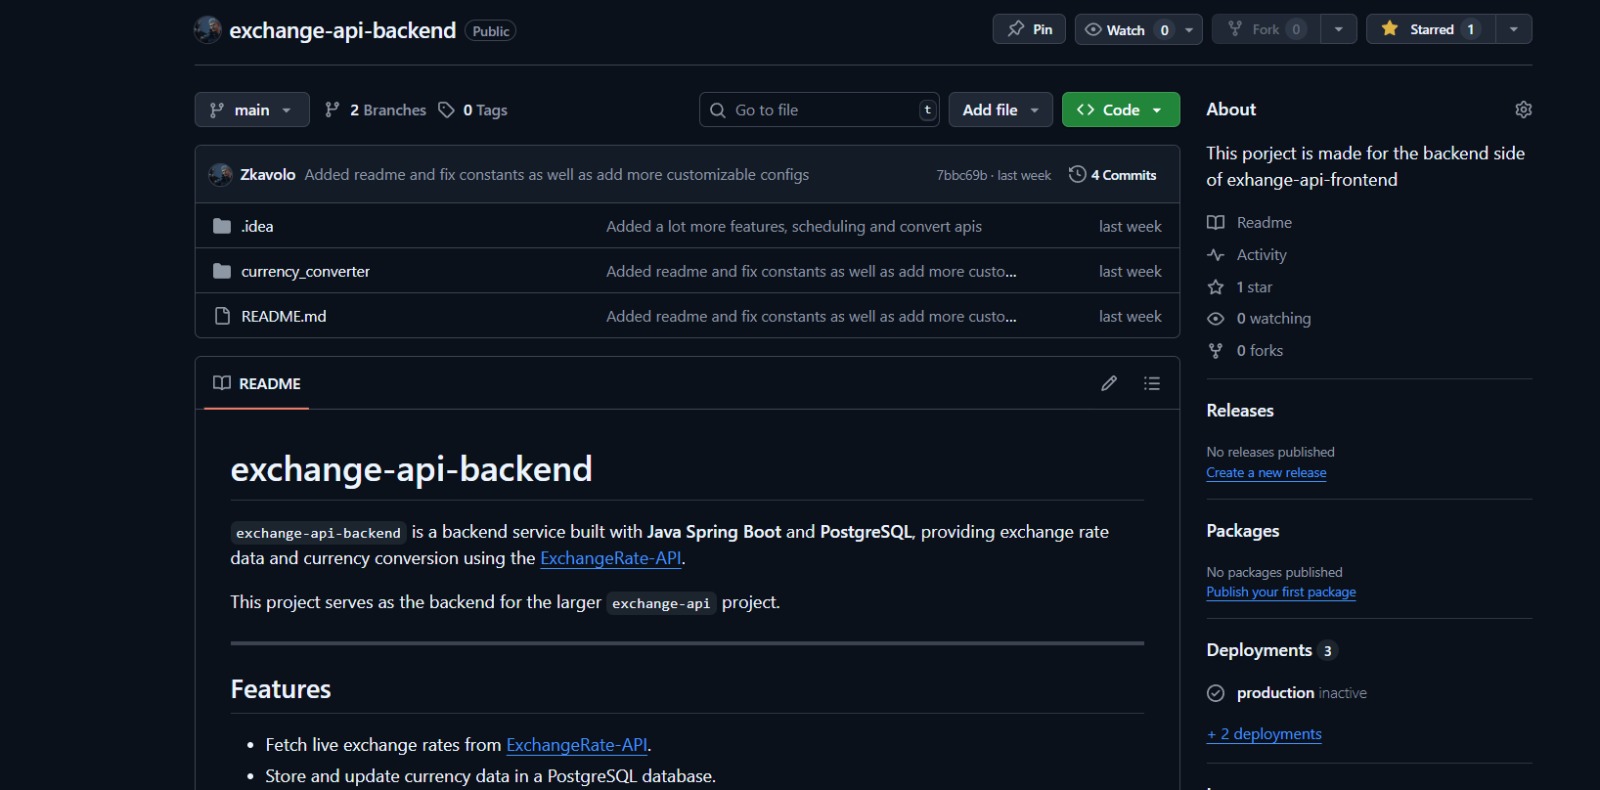 exchange-api-backend Public Pin Watch 0 Fork 0 Starred 1
main 2 Branches 0 Tags Go to file t Add file Code
Zkavolo Added readme and fix constants as well as add more customizable configs 7bbc69b · last week 4 Commits
.idea Added a lot more features, scheduling and convert apis last week
currency_converter Added readme and fix constants as well as add more custo... last week
README.md Added readme and fix constants as well as add more custo... last week
README
exchange-api-backend
exchange-api-backend is a backend service built with Java Spring Boot and PostgreSQL, providing exchange rate
data and currency conversion using the ExchangeRate-API.
This project serves as the backend for the larger exchange-api project.
Features
• Fetch live exchange rates from ExchangeRate-API.
• Store and update currency data in a PostgreSQL database.
About
This porject is made for the backend side
of exhange-api-frontend
Readme
Activity
1 star
0 watching
0 forks
Releases
No releases published
Create a new release
Packages
No packages published
Publish your first package
Deployments 3
production inactive
+ 2 deployments